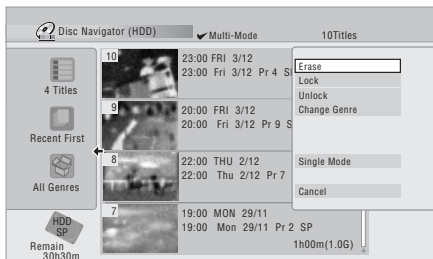 Disc Navigator (HDD)
Multi-Mode
10Titles
4 Titles
Recent First
All Genres
HDD
SP
Remain
30h30m
10
23:00 FRI 3/12
23:00 Fri 3/12 Pr 4
9
20:00 FRI 3/12
20:00 Fri 3/12 Pr 9 S
8
22:00 THU 2/12
22:00 Thu 2/12 Pr 7
7
19:00 MON 29/11
19:00 Mon 29/11 Pr 2 SP
1h00m(1.0G)
Erase
Lock
Unlock
Change Genre
Single Mode
Cancel